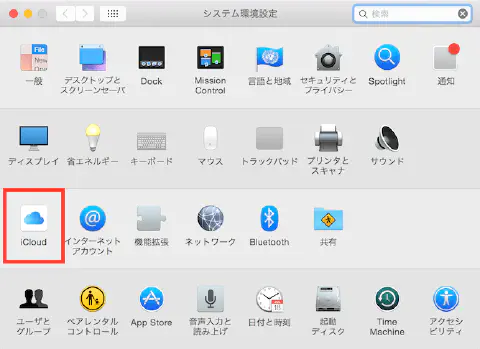 システム環境設定
検索
File
New
Open
一般
デスクトップと
スクリーンセーバ
Dock
Mission
Control
言語と地域
セキュリティと
プライバシー
Spotlight
通知
ディスプレイ
省エネルギー
キーボード
マウス
トラックパッド
プリンタと
スキャナ
サウンド
iCloud
インターネット
アカウント
機能拡張
ネットワーク
Bluetooth
共有
ユーザと
グループ
ペアレンタル
コントロール
App Store
音声入力と
読み上げ
日付と時刻
起動
ディスク
Time
Machine
アクセシ
ビリティ